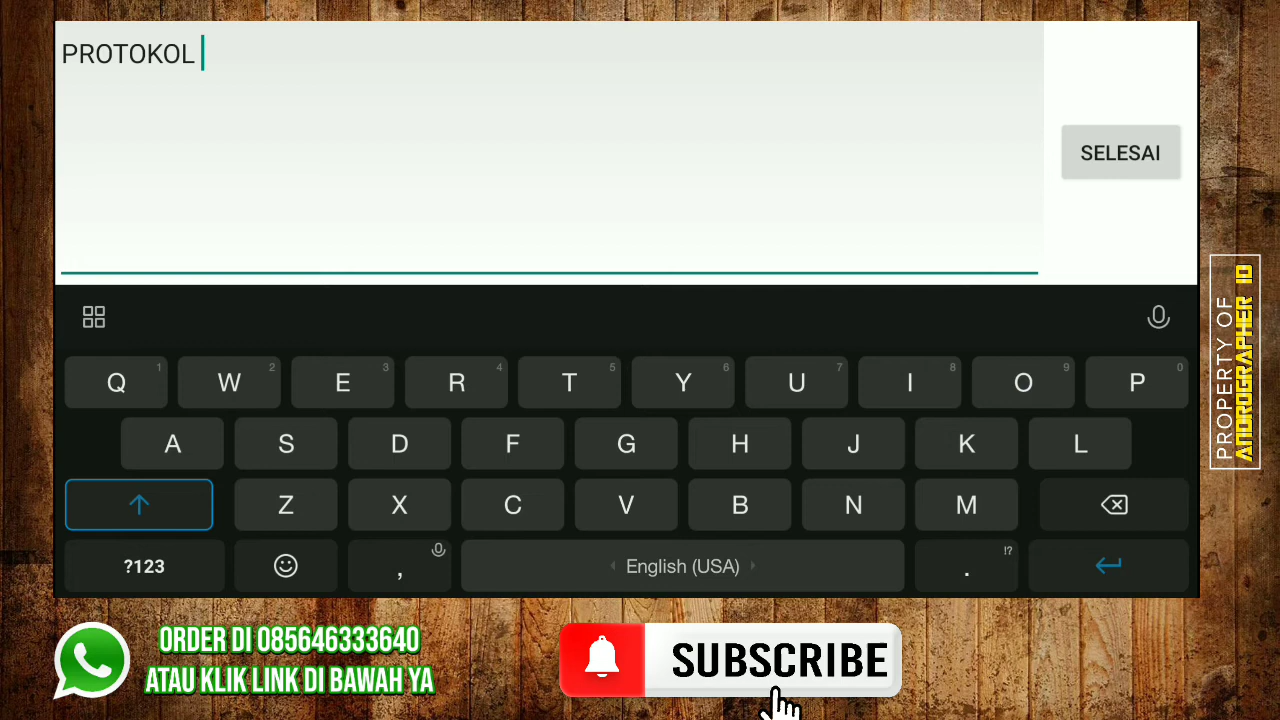 PROTOKOL
SELESAI
Q 1 W 2 E 3 R 4 T 5 Y 6 U 7 I 8 O 9 P 0
A S D F G H J K L
Z X C V B N M
?123 , English (USA) . !?
ORDER DI 085646333640
ATAU KLIK LINK DI BAWAH YA
SUBSCRIBE
PROPERTY OF
ANDROGRAPHER ID